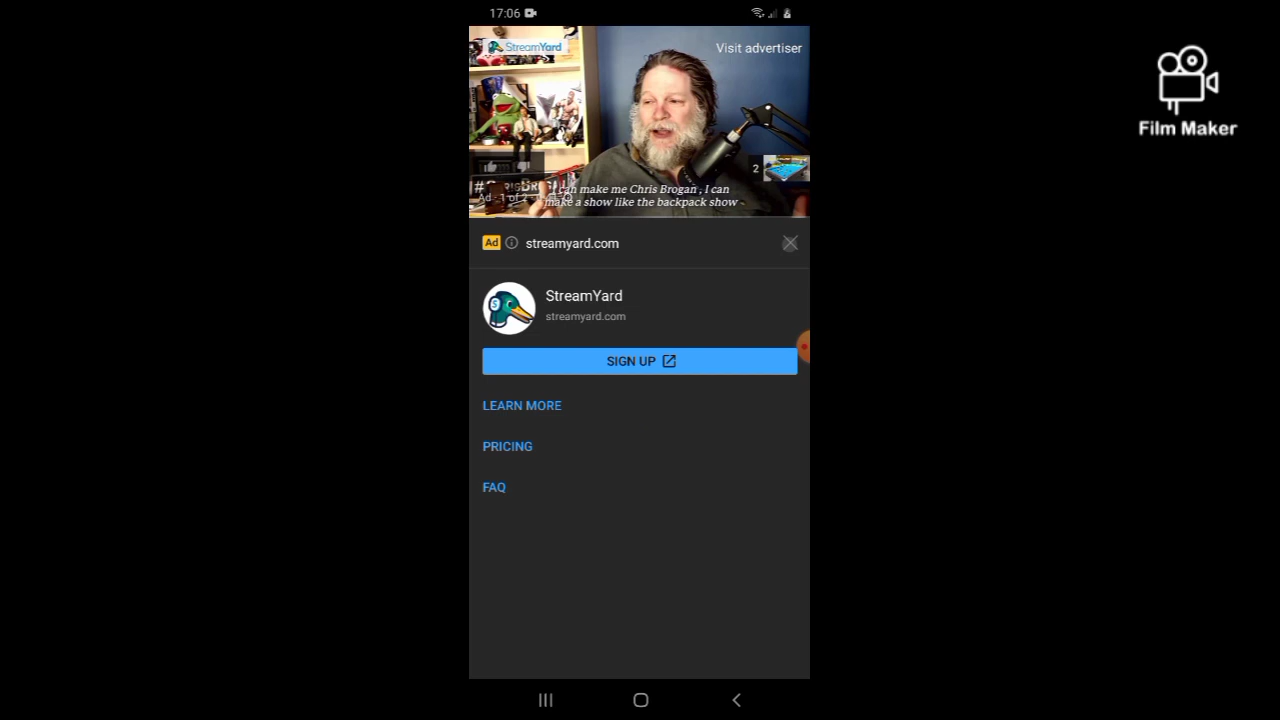 17:06
StreamYard
Visit advertiser
2
can make me Chris Brogan , I can
make a show like the backpack show
Ad · 1 of 2 ·
Ad streamyard.com
StreamYard
streamyard.com
SIGN UP
LEARN MORE
PRICING
FAQ
Film Maker